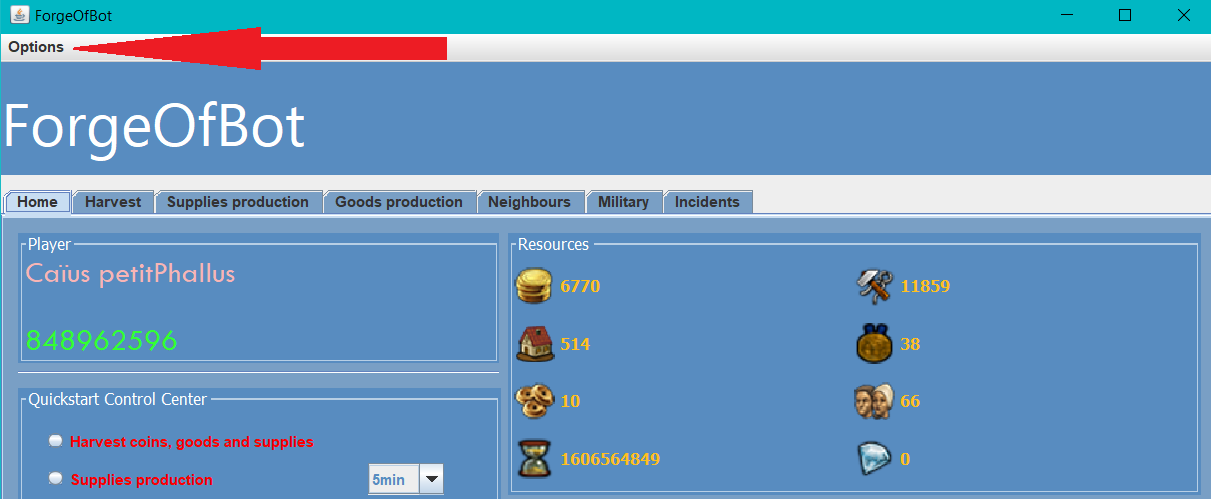 ForgeOfBot
Options
ForgeOfBot
Home Harvest Supplies production Goods production Neighbours Military Incidents
Player
Caïus petitPhallus
848962596
Resources
6770 11859
514 38
10 66
1606564849 0
Quickstart Control Center
Harvest coins, goods and supplies
Supplies production 5min